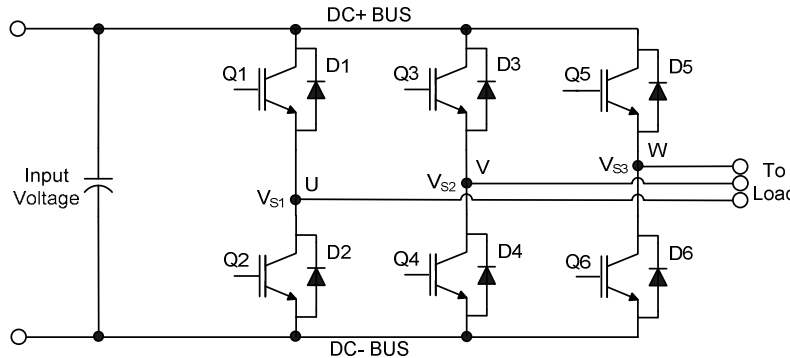 DC+ BUS
Q1
D1
Q3
D3
Q5
D5
Input
Voltage
VS1
U
VS2
V
VS3
W
To
Load
Q2
D2
Q4
D4
Q6
D6
DC- BUS